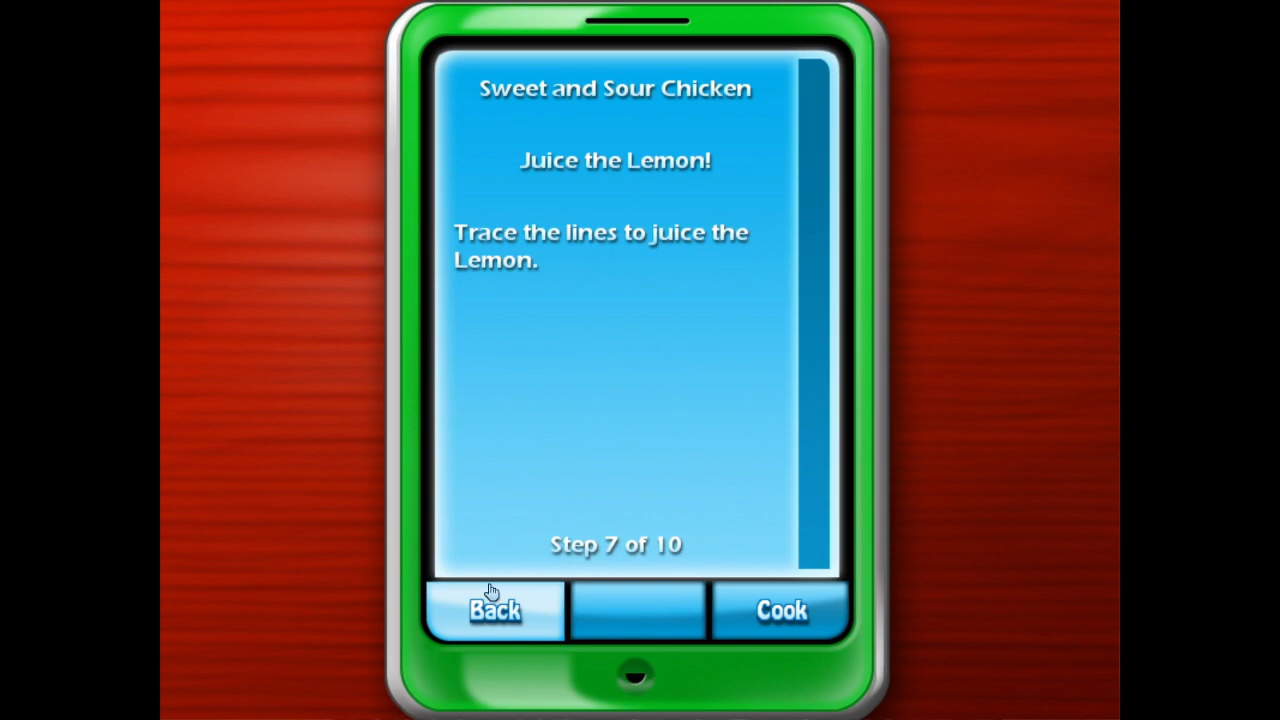 Sweet and Sour Chicken
Juice the Lemon!
Trace the lines to juice the
Lemon.
Step 7 of 10
Back
Cook